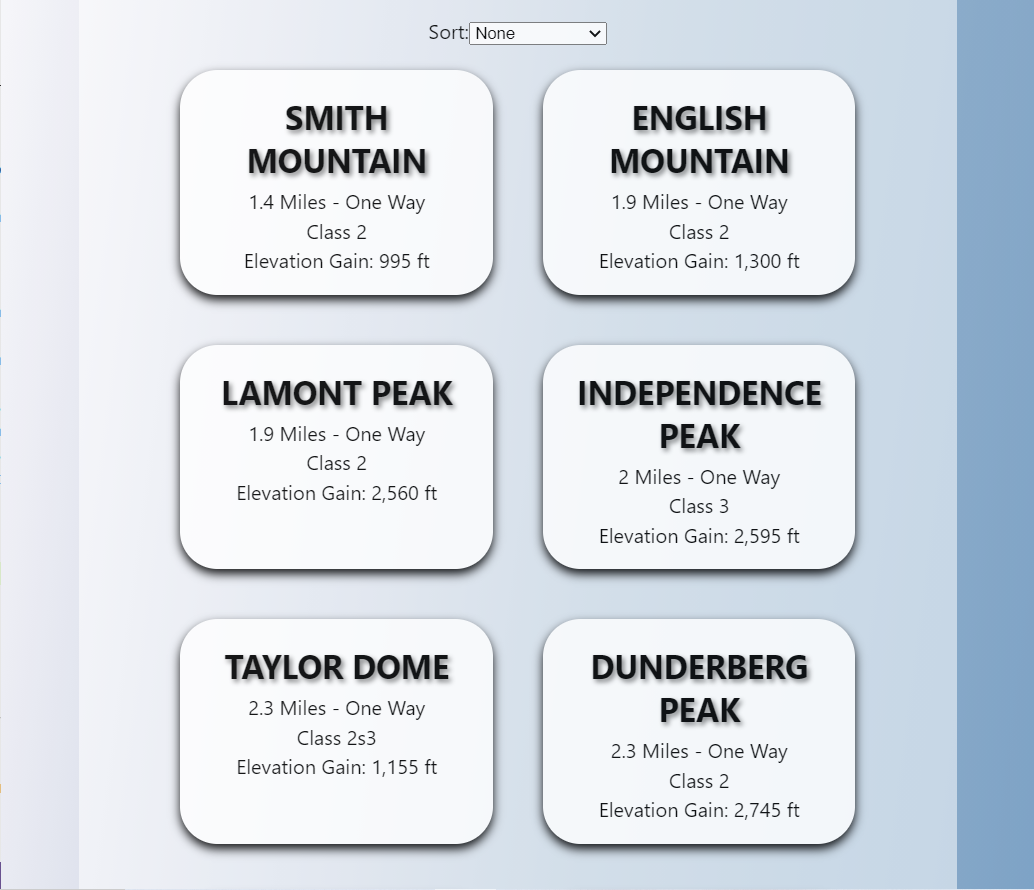 Sort: None
SMITH
MOUNTAIN
1.4 Miles - One Way
Class 2
Elevation Gain: 995 ft
ENGLISH
MOUNTAIN
1.9 Miles - One Way
Class 2
Elevation Gain: 1,300 ft
LAMONT PEAK
1.9 Miles - One Way
Class 2
Elevation Gain: 2,560 ft
INDEPENDENCE
PEAK
2 Miles - One Way
Class 3
Elevation Gain: 2,595 ft
TAYLOR DOME
2.3 Miles - One Way
Class 2s3
Elevation Gain: 1,155 ft
DUNDERBERG
PEAK
2.3 Miles - One Way
Class 2
Elevation Gain: 2,745 ft